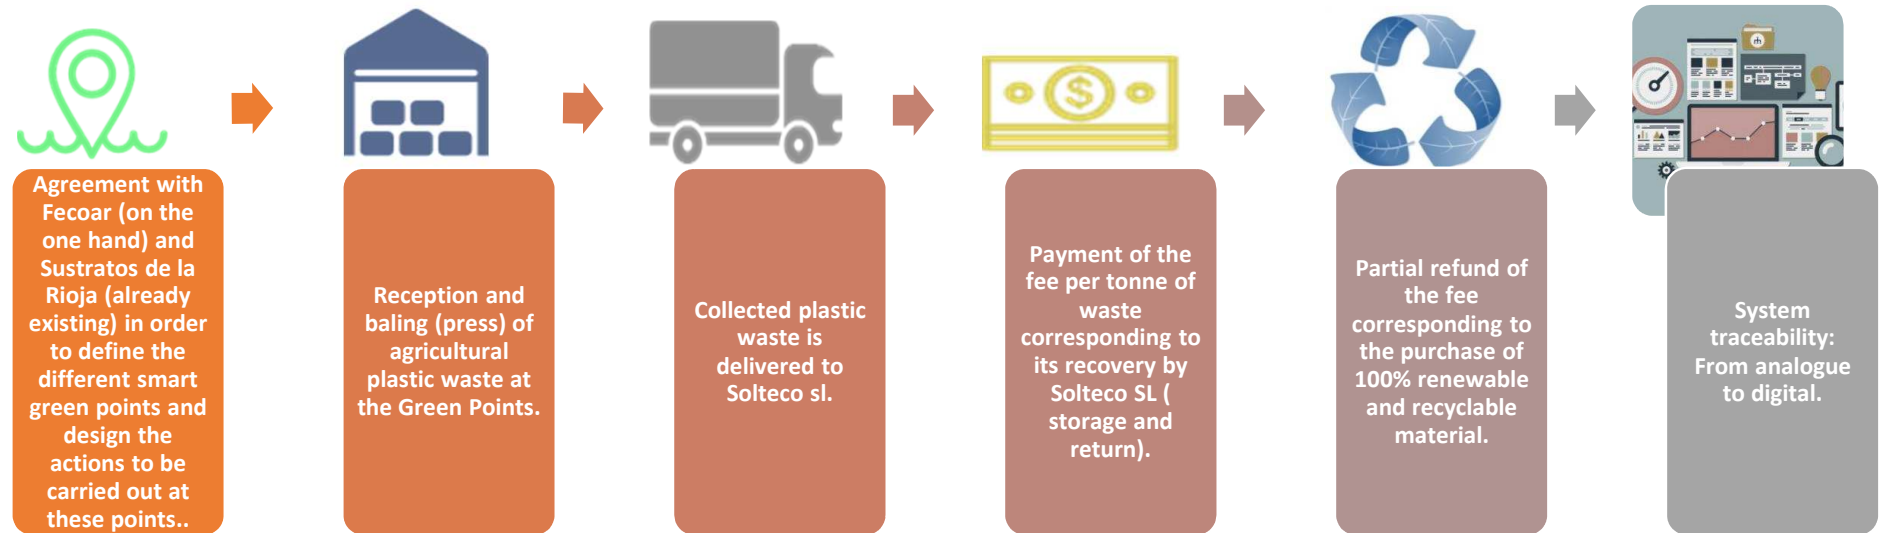 Agreement with
Fecoar (on the
one hand) and
Sustratos de la
Rioja (already
existing) in order
to define the
different smart
green points and
design the
actions to be
carried out at
these points..
Reception and
baling (press) of
agricultural
plastic waste at
the Green Points.
Collected plastic
waste is
delivered to
Solteco sl.
Payment of the
fee per tonne of
waste
corresponding to
its recovery by
Solteco SL (
storage and
return).
Partial refund of
the fee
corresponding to
the purchase of
100% renewable
and recyclable
material.
System
traceability:
From analogue
to digital.